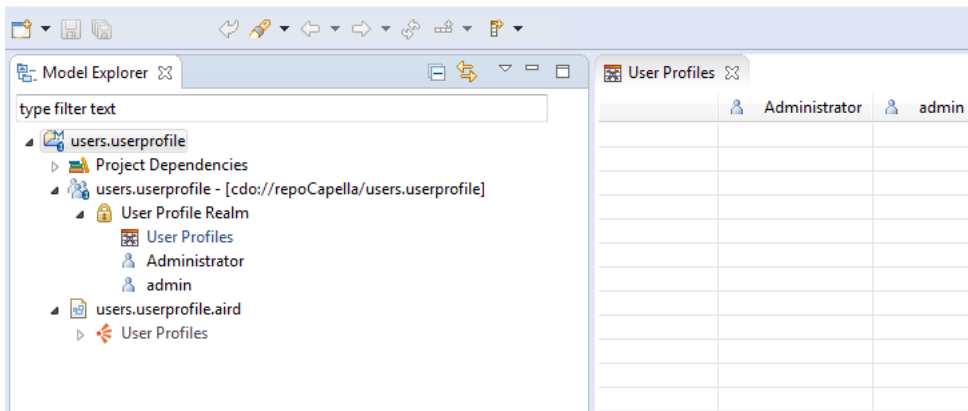 Model Explorer
type filter text
users.userprofile
Project Dependencies
users.userprofile - [cdo://repoCapella/users.userprofile]
User Profile Realm
User Profiles
Administrator
admin
users.userprofile.aird
User Profiles
User Profiles
Administrator admin